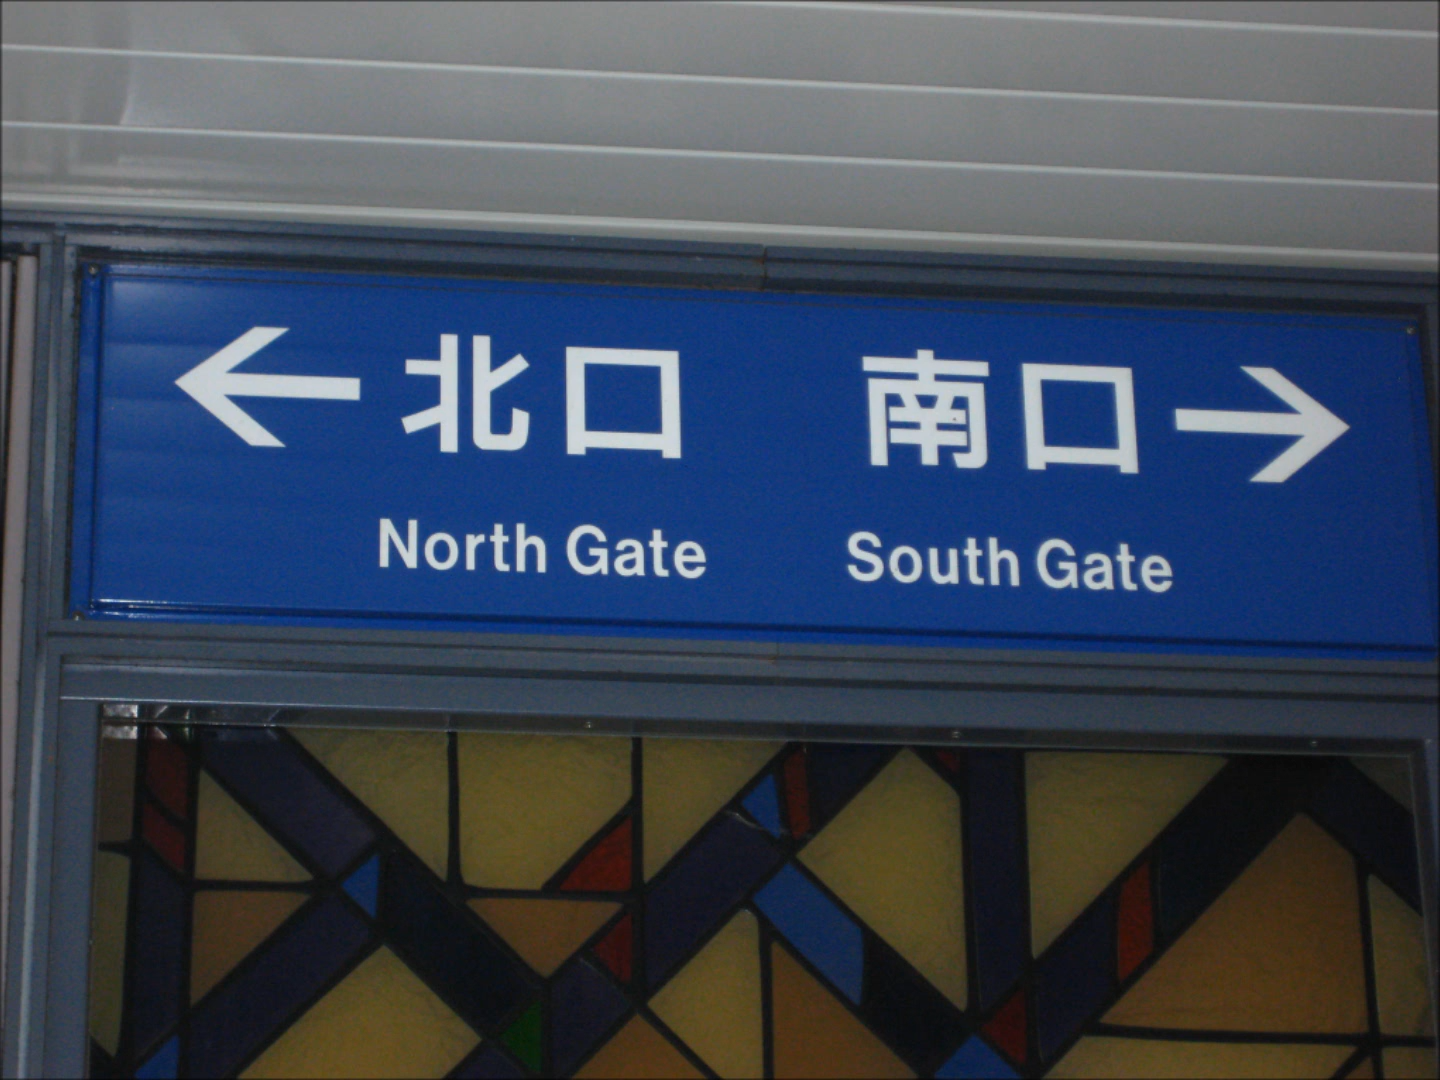 ← 北口 南口 →
North Gate South Gate